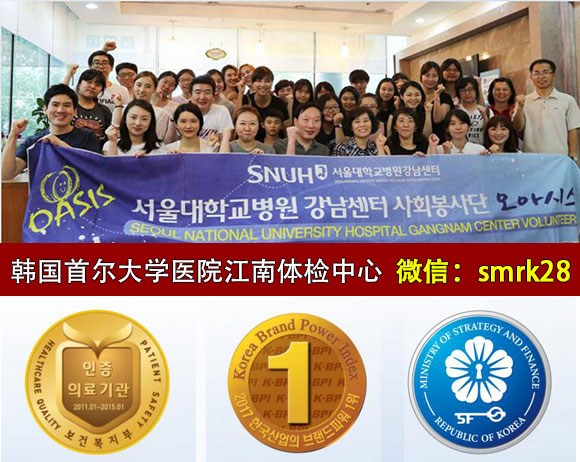 SNUH 서울대학교병원 강남센터
OASIS
서울대학교병원 강남센터 사회봉사단 오아시스
SEOUL NATIONAL UNIVERSITY HOSPITAL GANGNAM CENTER VOLUNTEER
韩国首尔大学医院江南体检中心 微信：smrk28
HEALTHCARE QUALITY
PATIENT SAFETY
인증
의료기관
2011.01~2015.01
보건복지부
Korea Brand Power Index
K-BPI
1
2017 한국산업의 브랜드파워 1위
MINISTRY OF STRATEGY AND FINANCE
SF
REPUBLIC OF KOREA